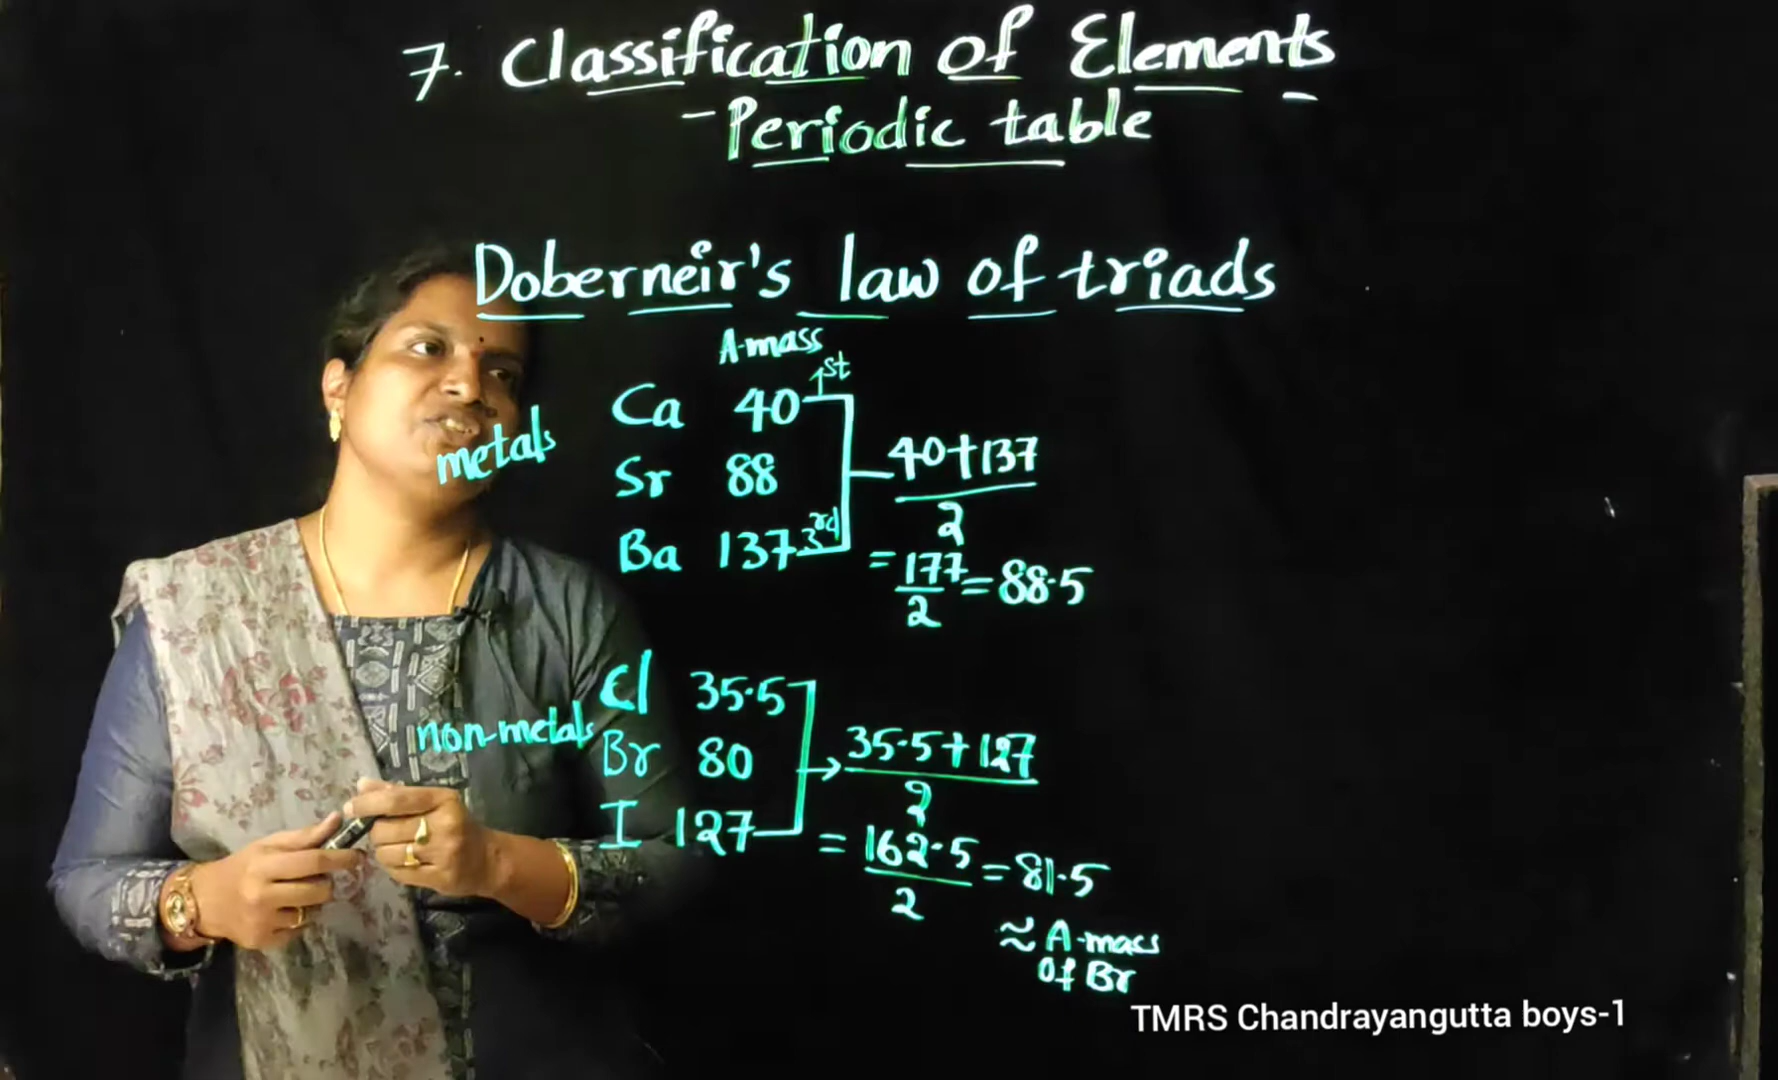 7. Classification of Elements
- Periodic table
Doberneir's law of triads
A.mass
Ca 40 1st
Sr 88
Ba 137 3rd
metals
40+137
2
= 177 = 88.5
2
Cl 35.5
Br 80
I 127
non-metals
35.5+127
2
= 162.5 = 81.5
2
≈ A-mass
of Br
TMRS Chandrayangutta boys-1